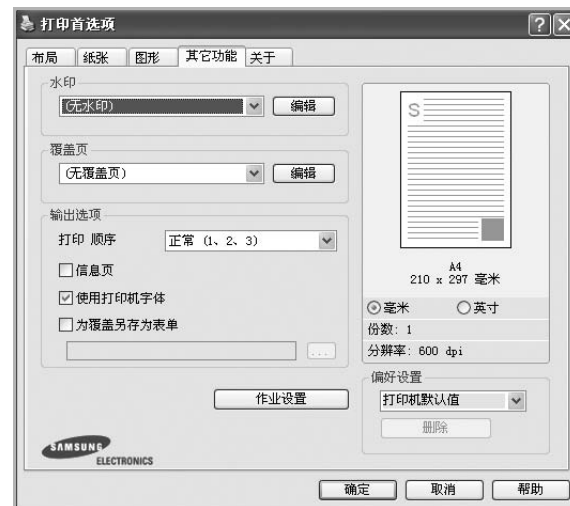 打印首选项
布局 纸张 图形 其它功能 关于
水印
(无水印) 编辑
覆盖页
(无覆盖页) 编辑
输出选项
打印 顺序 正常 (1、2、3)
信息页
使用打印机字体
为覆盖另存为表单
...
作业设置
SAMSUNG
ELECTRONICS
S
A4
210 x 297 毫米
毫米 英寸
份数: 1
分辨率: 600 dpi
偏好设置
打印机默认值
删除
确定 取消 帮助